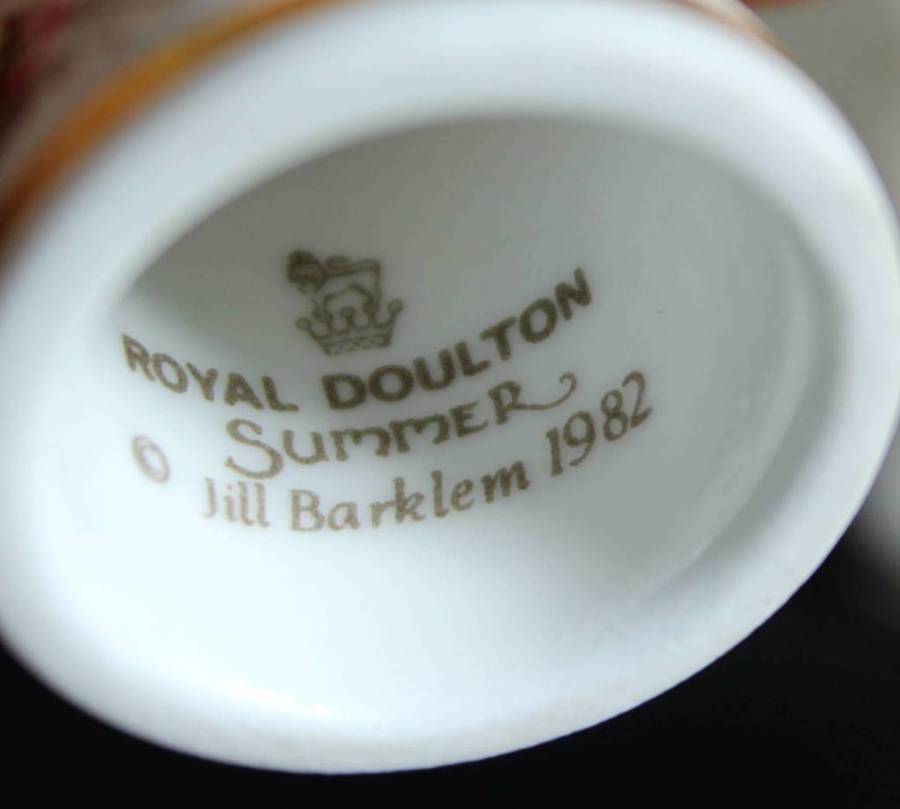 ROYAL DOULTON
SUMMER
© Jill Barklem 1982